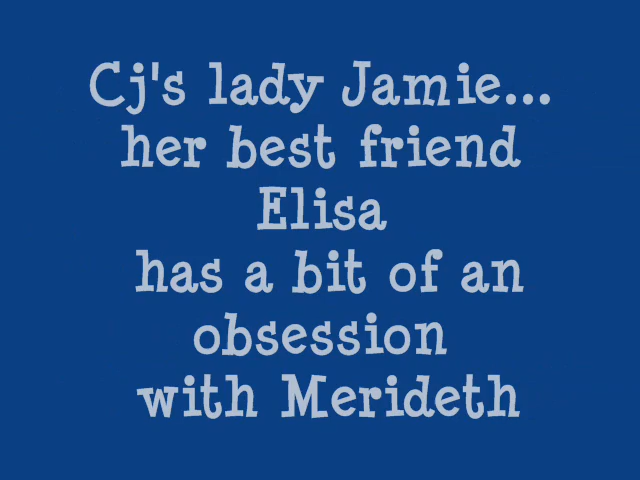 Cj's lady Jamie...
her best friend
Elisa
has a bit of an
obsession
with Merideth